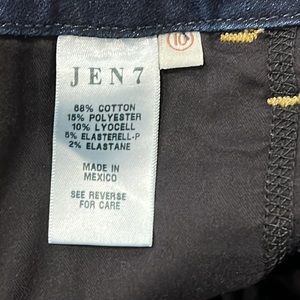 JEN7
10
68% COTTON
15% POLYESTER
10% LYOCELL
5% ELASTERELL-P
2% ELASTANE
MADE IN
MEXICO
SEE REVERSE
FOR CARE